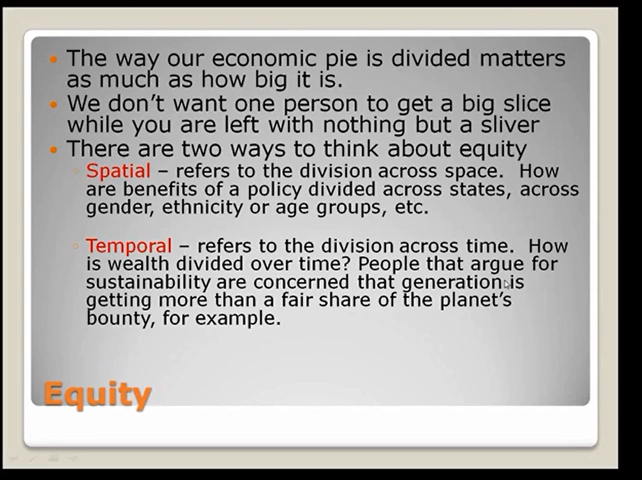 The way our economic pie is divided matters
as much as how big it is.
We don't want one person to get a big slice
while you are left with nothing but a sliver
There are two ways to think about equity
Spatial – refers to the division across space. How
are benefits of a policy divided across states, across
gender, ethnicity or age groups, etc.
Temporal – refers to the division across time. How
is wealth divided over time? People that argue for
sustainability are concerned that generation is
getting more than a fair share of the planet's
bounty, for example.
Equity